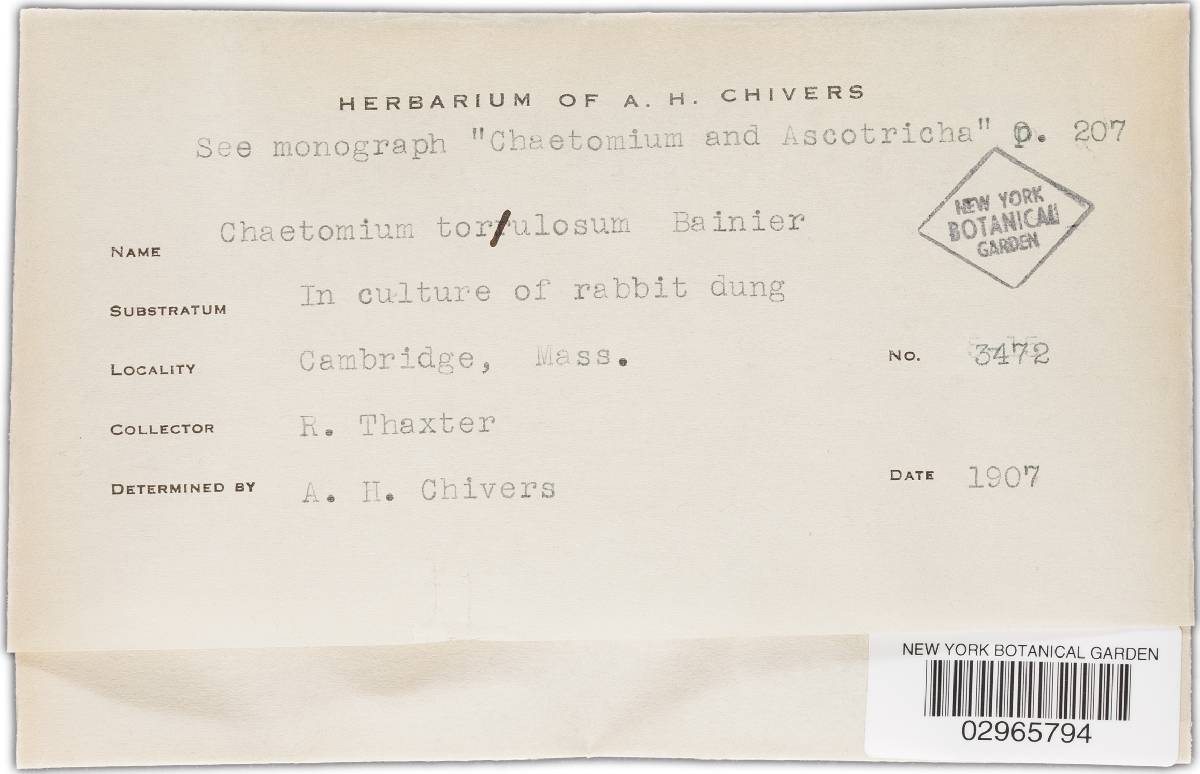 HERBARIUM OF A. H. CHIVERS
See monograph "Chaetomium and Ascotricha" p. 207
NEW YORK
BOTANICAL
GARDEN
NAME Chaetomium torulosum Bainier
SUBSTRATUM In culture of rabbit dung
LOCALITY Cambridge, Mass.
NO. 3472
COLLECTOR R. Thaxter
DETERMINED BY A. H. Chivers
DATE 1907
NEW YORK BOTANICAL GARDEN
02965794